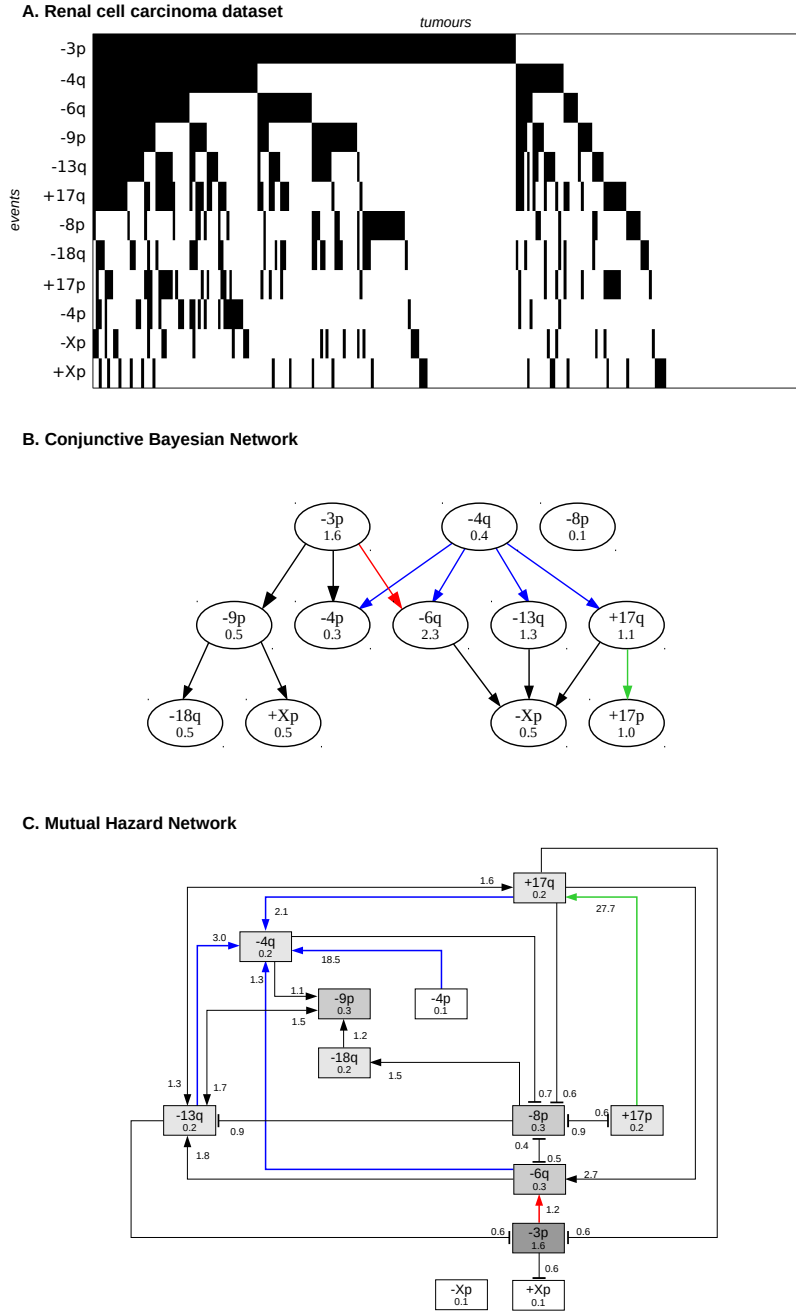 A. Renal cell carcinoma dataset
tumours
events
-3p
-4q
-6q
-9p
-13q
+17q
-8p
-18q
+17p
-4p
-Xp
+Xp
B. Conjunctive Bayesian Network
-3p
1.6
-4q
0.4
-8p
0.1
-9p
0.5
-4p
0.3
-6q
2.3
-13q
1.3
+17q
1.1
-18q
0.5
+Xp
0.5
-Xp
0.5
+17p
1.0
C. Mutual Hazard Network
1.6
+17q
0.2
27.7
2.1
3.0
-4q
0.2
18.5
1.3
1.1
-9p
0.3
-4p
0.1
1.5
1.2
-18q
0.2
1.5
1.3
1.7
0.7
0.6
-13q
0.2
0.9
-8p
0.3
0.9
0.6
+17p
0.2
0.4
0.5
1.8
-6q
0.3
2.7
1.2
0.6
-3p
1.6
0.6
0.6
-Xp
0.1
+Xp
0.1